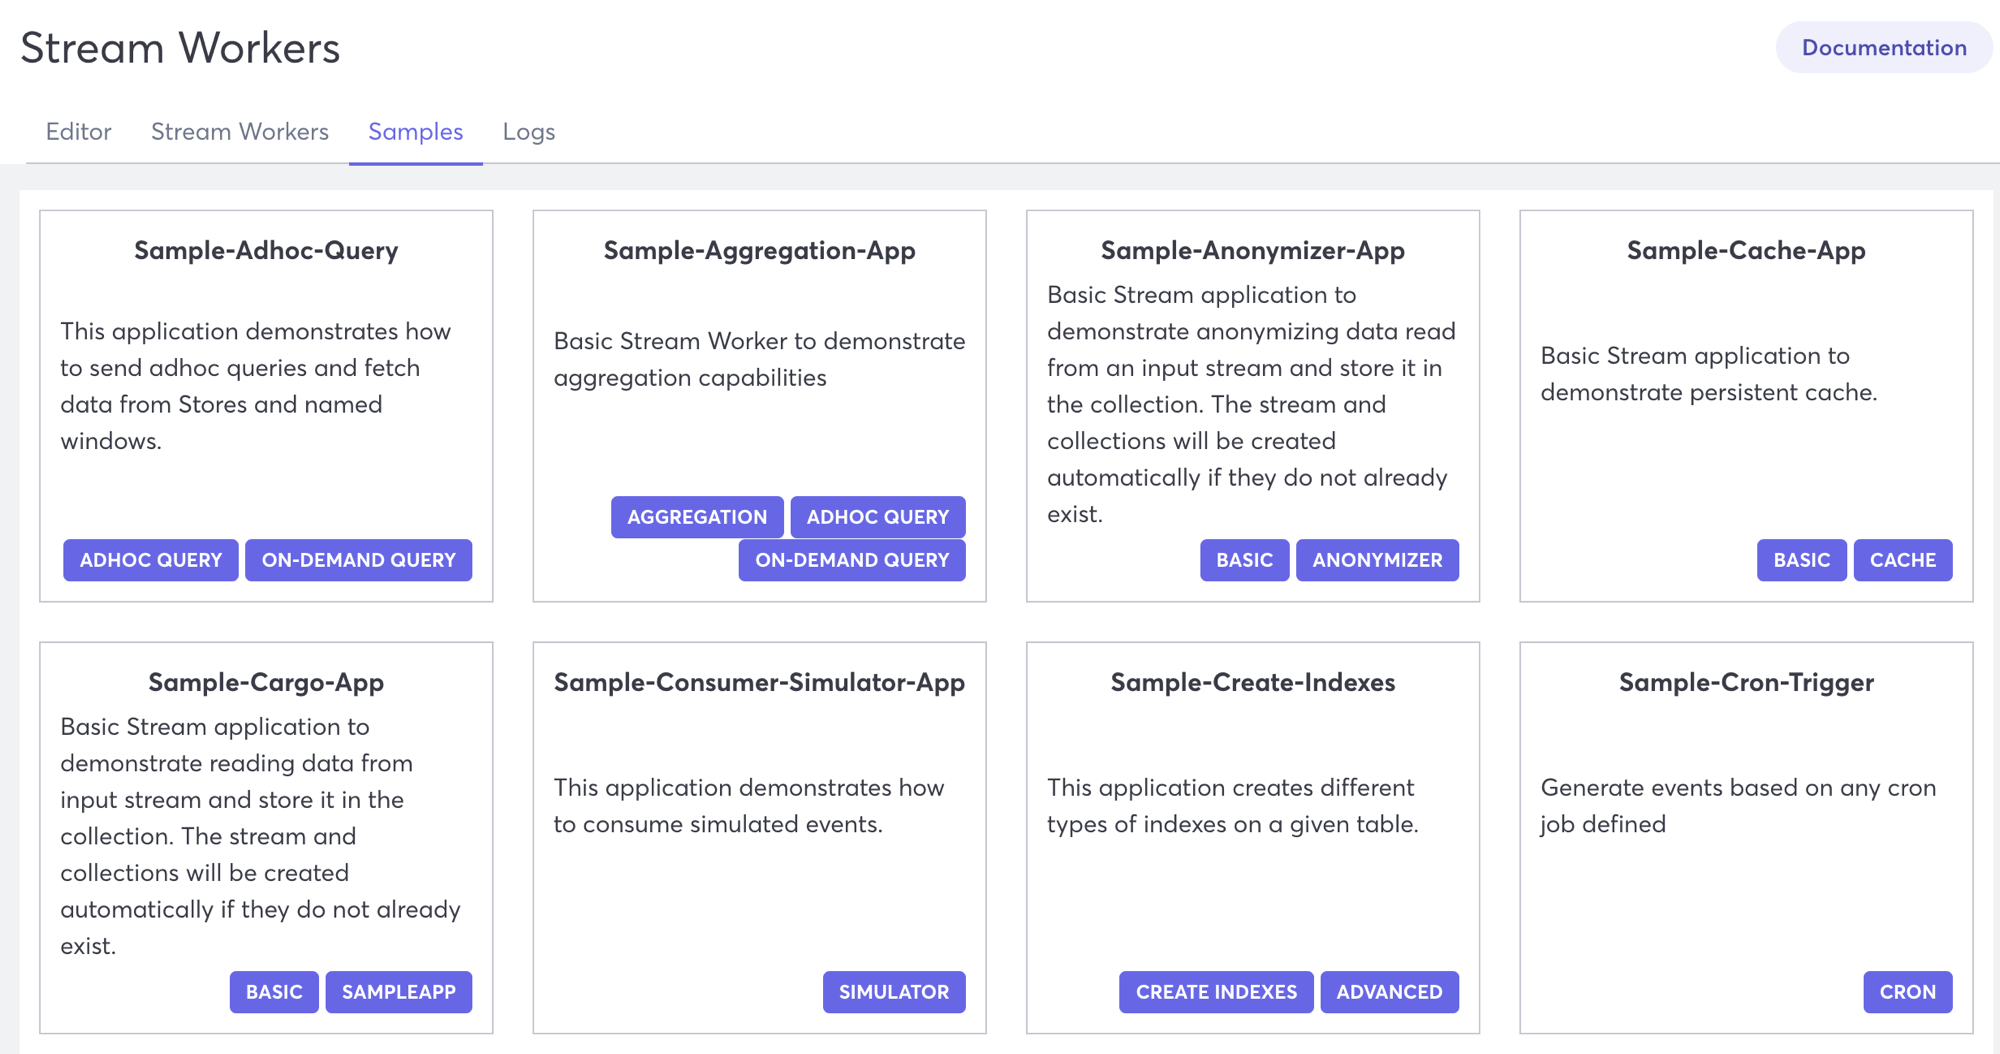 Stream Workers
Documentation
Editor
Stream Workers
Samples
Logs
Sample-Adhoc-Query
This application demonstrates how
to send adhoc queries and fetch
data from Stores and named
windows.
ADHOC QUERY
ON-DEMAND QUERY
Sample-Aggregation-App
Basic Stream Worker to demonstrate
aggregation capabilities
AGGREGATION
ADHOC QUERY
ON-DEMAND QUERY
Sample-Anonymizer-App
Basic Stream application to
demonstrate anonymizing data read
from an input stream and store it in
the collection. The stream and
collections will be created
automatically if they do not already
exist.
BASIC
ANONYMIZER
Sample-Cache-App
Basic Stream application to
demonstrate persistent cache.
BASIC
CACHE
Sample-Cargo-App
Basic Stream application to
demonstrate reading data from
input stream and store it in the
collection. The stream and
collections will be created
automatically if they do not already
exist.
BASIC
SAMPLEAPP
Sample-Consumer-Simulator-App
This application demonstrates how
to consume simulated events.
SIMULATOR
Sample-Create-Indexes
This application creates different
types of indexes on a given table.
CREATE INDEXES
ADVANCED
Sample-Cron-Trigger
Generate events based on any cron
job defined
CRON